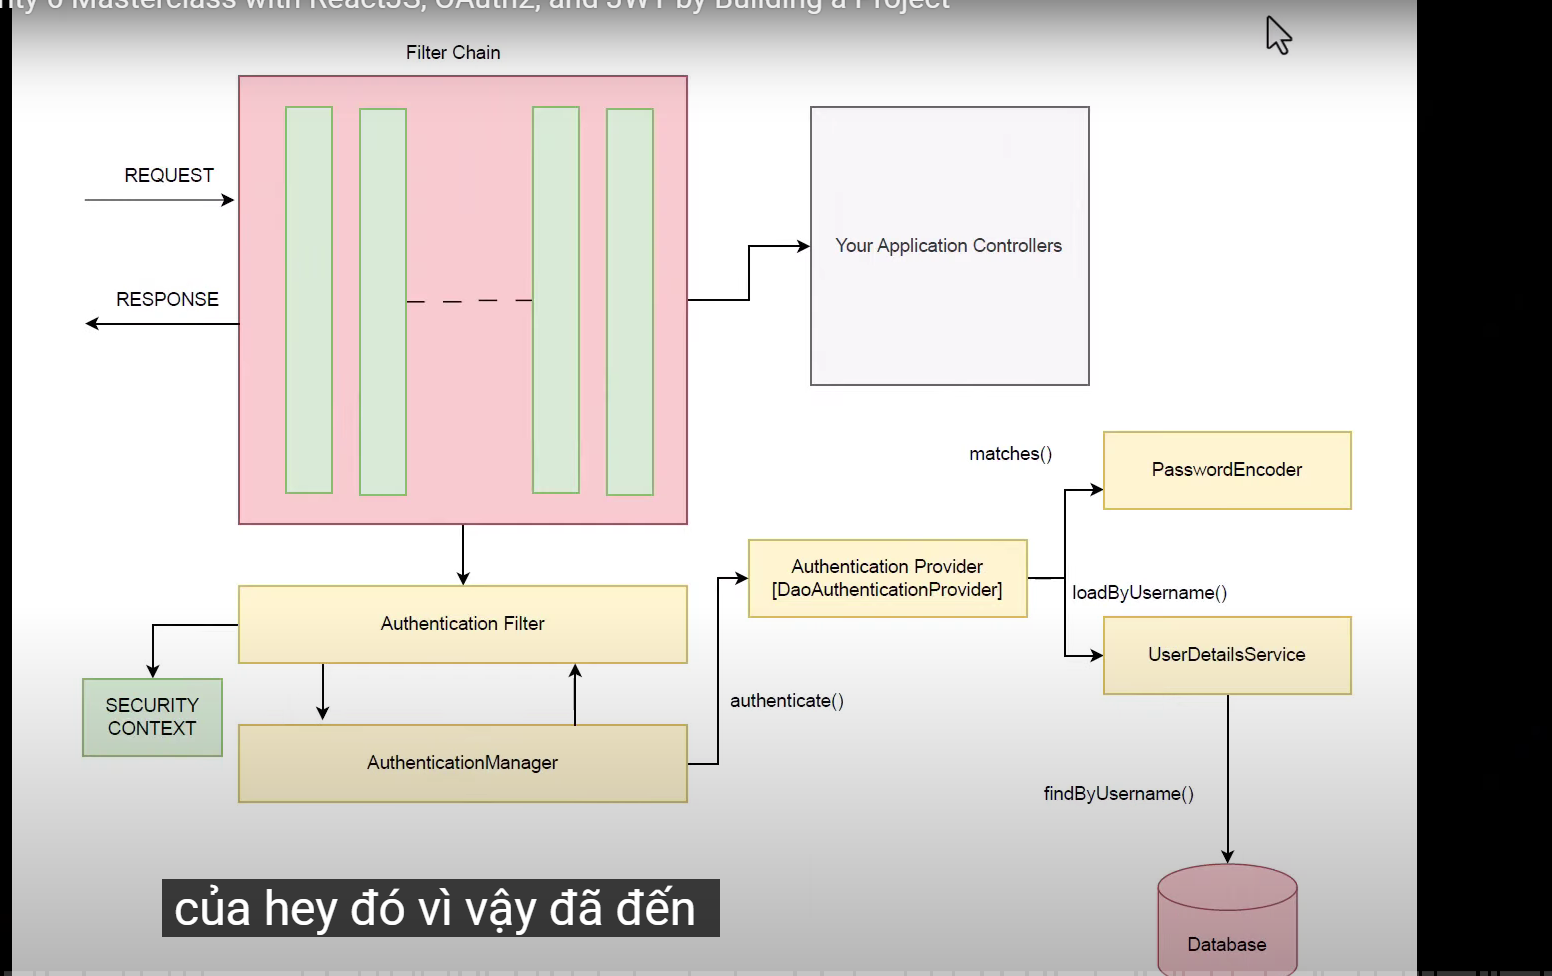 6 Masterclass with ReactJS, OAuth2, and JWT by Building a Project
Filter Chain
REQUEST
RESPONSE
Your Application Controllers
matches()
PasswordEncoder
Authentication Provider
[DaoAuthenticationProvider]
loadByUsername()
UserDetailsService
Authentication Filter
SECURITY
CONTEXT
authenticate()
AuthenticationManager
findByUsername()
Database
của hey đó vì vậy đã đến